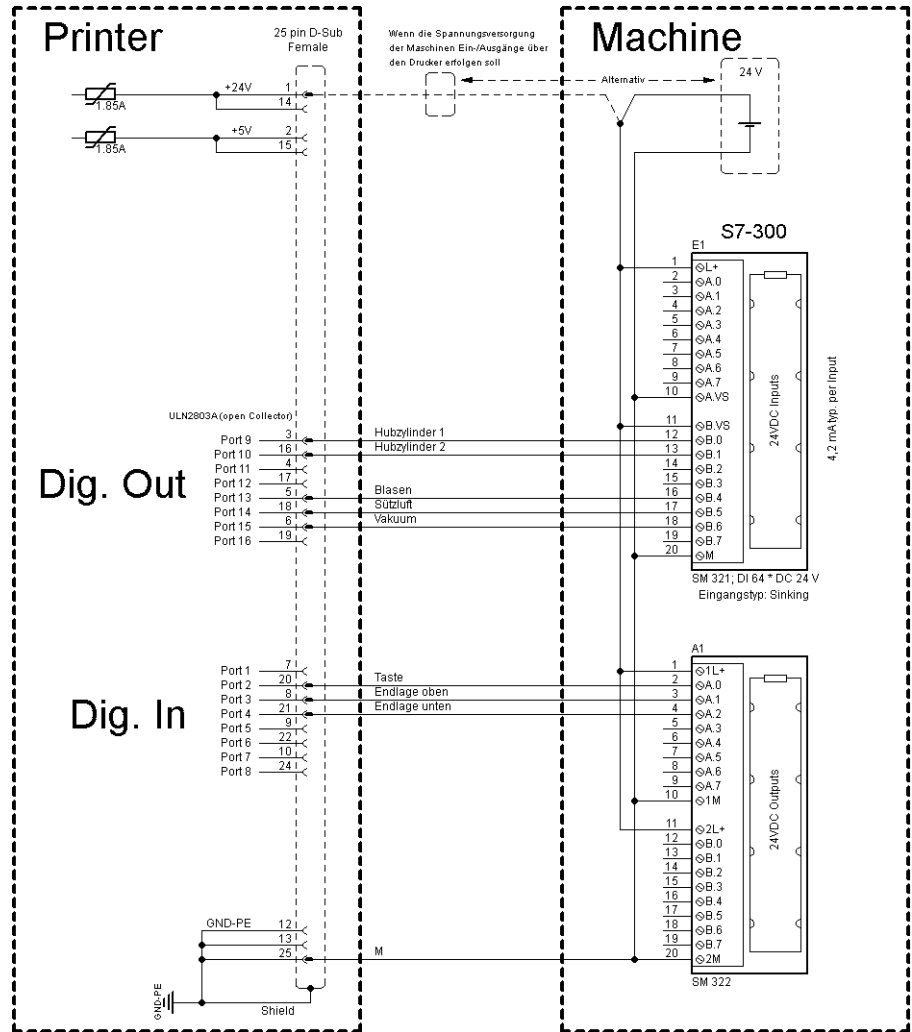 Printer
25 pin D-Sub
Female
Wenn die Spannungsversorgung
der Maschinen Ein-/Ausgänge über
den Drucker erfolgen soll
Machine
Alternativ
24 V
+24V
1
14
1.85A
+5V
2
15
1.85A
S7-300
E1
1 L+
2 A.0
3 A.1
4 A.2
5 A.3
6 A.4
7 A.5
8 A.6
9 A.7
10 A.VS
11 B.VS
12 B.0
13 B.1
14 B.2
15 B.3
16 B.4
17 B.5
18 B.6
19 B.7
20 M
24VDC Inputs
4,2 mA typ. per Input
SM 321; DI 64 * DC 24 V
Eingangstyp: Sinking
ULN2803A (open Collector)
Dig. Out
Port 9 3 Hubzylinder 1
Port 10 16 Hubzylinder 2
Port 11 4
Port 12 17
Port 13 5 Blasen
Port 14 18 Sützluft
Port 15 6 Vakuum
Port 16 19
Dig. In
Port 1 7
Port 2 20 Taste
Port 3 8 Endlage oben
Port 4 21 Endlage unten
Port 5 9
Port 6 22
Port 7 10
Port 8 24
A1
1 1L+
2 A.0
3 A.1
4 A.2
5 A.3
6 A.4
7 A.5
8 A.6
9 A.7
10 1M
11 2L+
12 B.0
13 B.1
14 B.2
15 B.3
16 B.4
17 B.5
18 B.6
19 B.7
20 2M
24VDC Outputs
SM 322
GND-PE 12
13
25 M
GND-PE
Shield